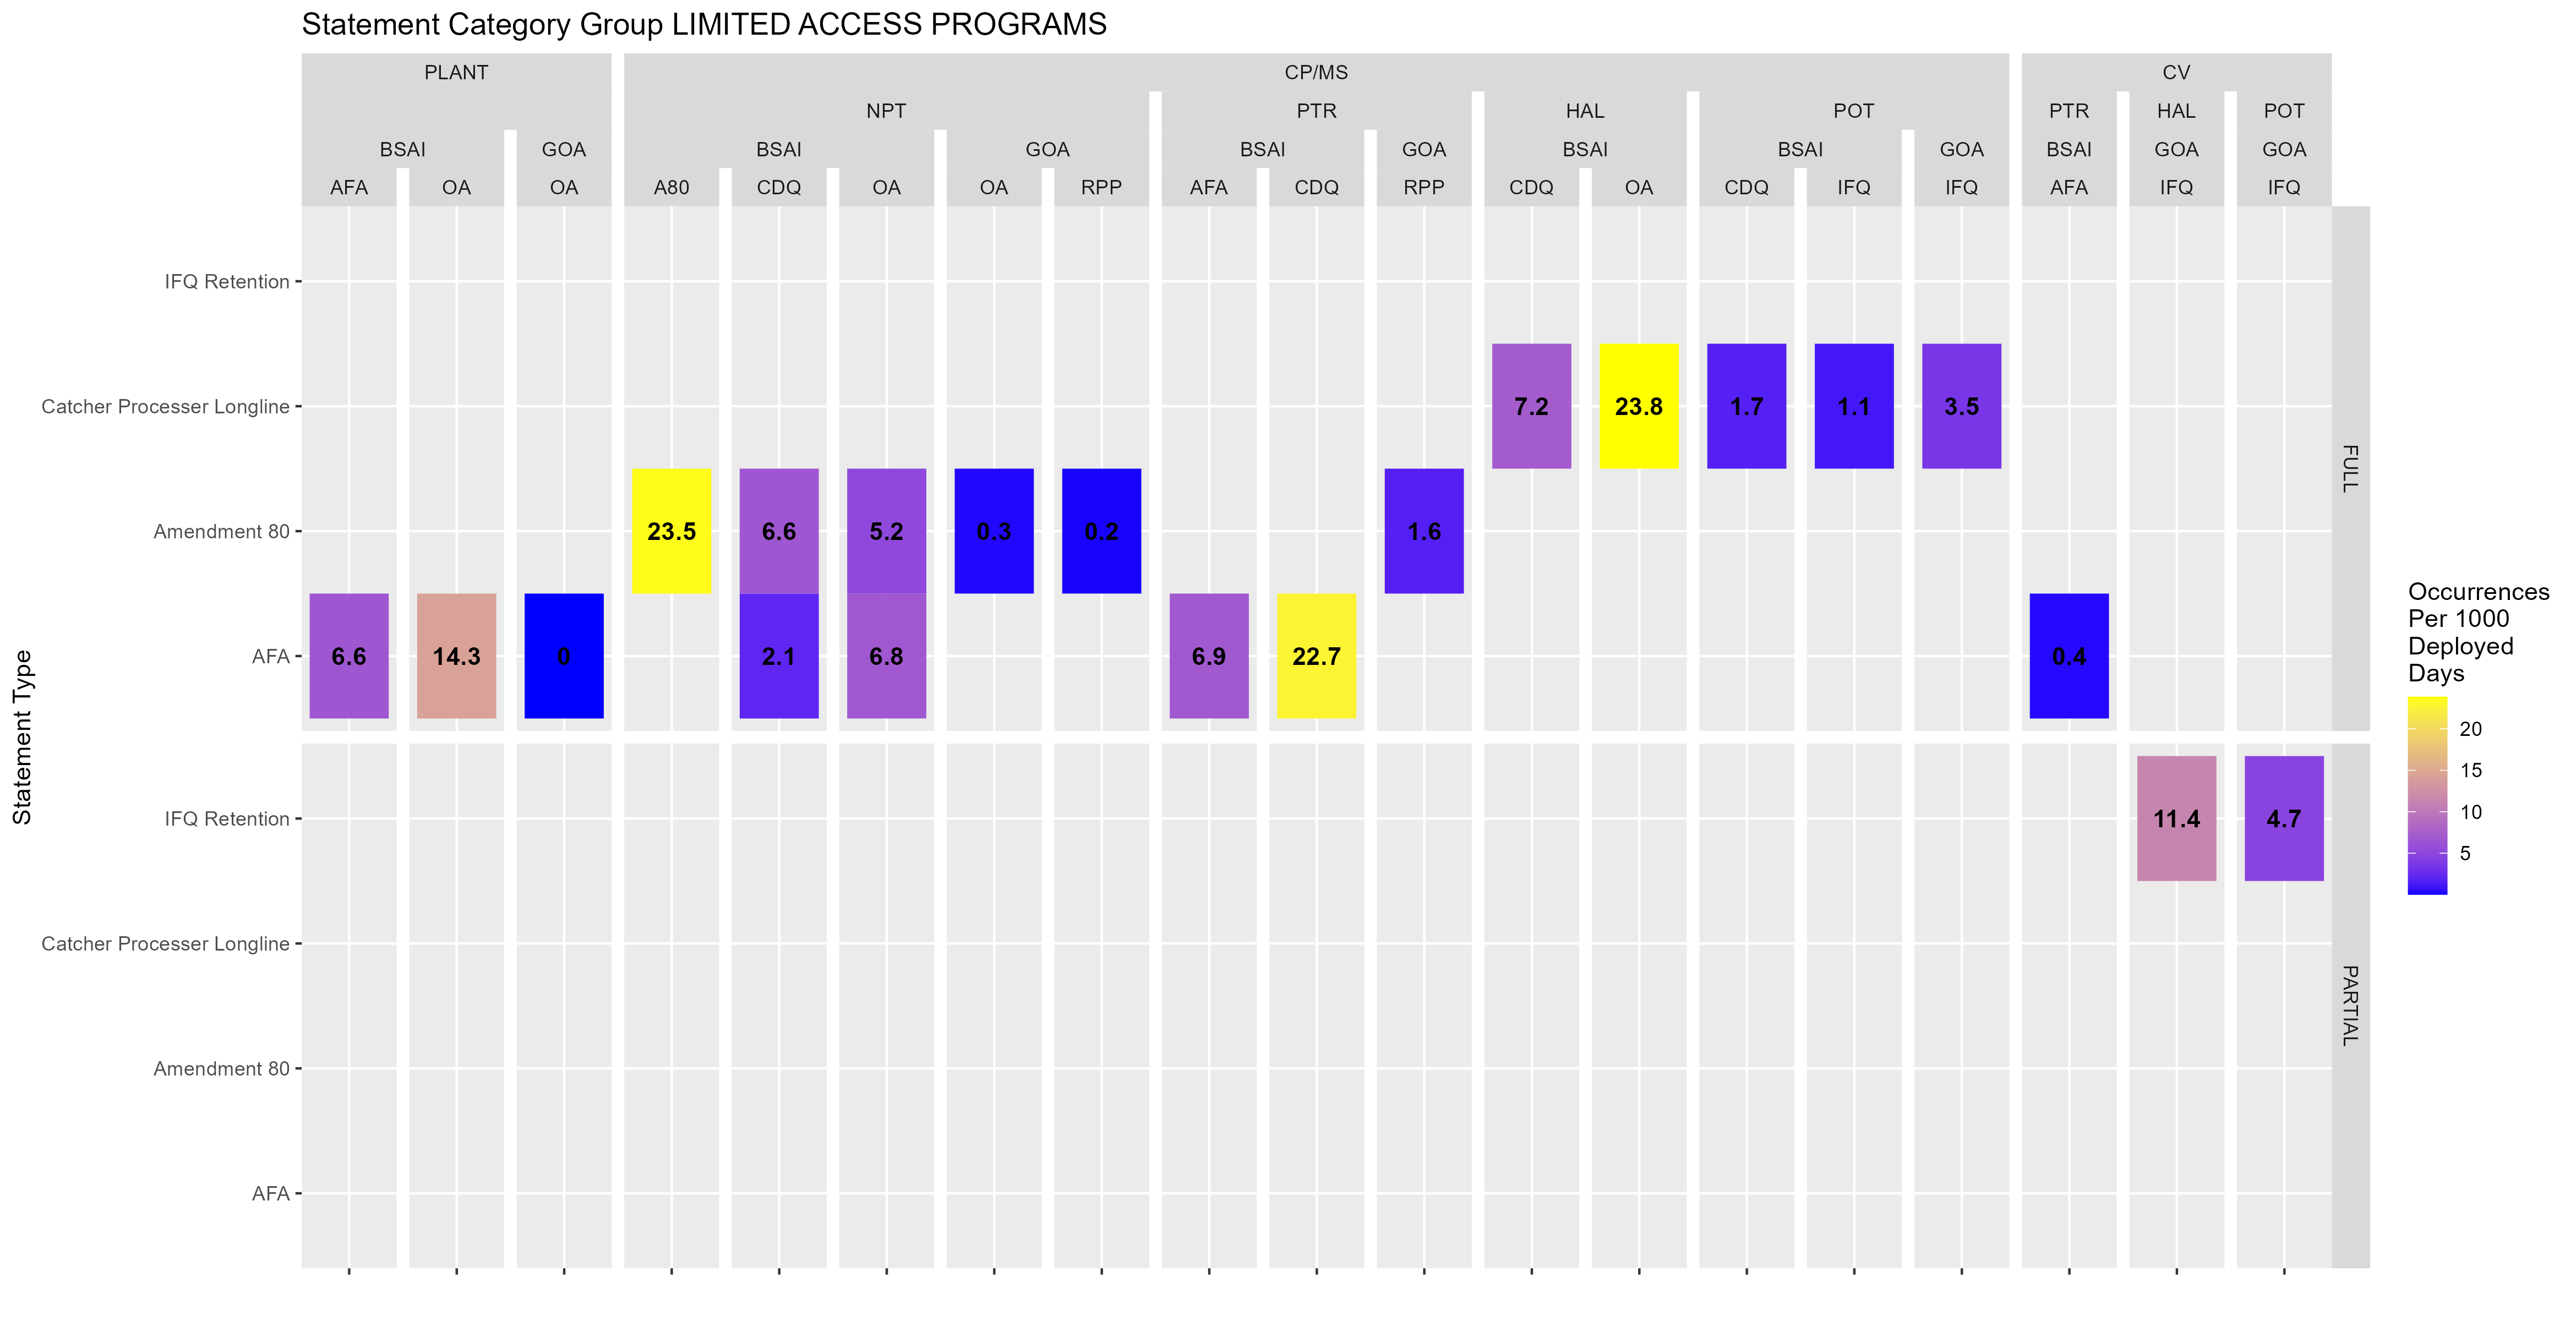 Statement Category Group LIMITED ACCESS PROGRAMS
PLANT CP/MS CV
NPT PTR HAL POT PTR HAL POT
BSAI GOA BSAI GOA BSAI GOA BSAI BSAI GOA BSAI GOA GOA
AFA OA OA A80 CDQ OA OA RPP AFA CDQ RPP CDQ OA CDQ IFQ IFQ AFA IFQ IFQ
IFQ Retention
Catcher Processer Longline 7.2 23.8 1.7 1.1 3.5
Amendment 80 23.5 6.6 5.2 0.3 0.2 1.6
AFA 6.6 14.3 0 2.1 6.8 6.9 22.7 0.4
FULL
IFQ Retention 11.4 4.7
Catcher Processer Longline
Amendment 80
AFA
PARTIAL
Statement Type
Occurrences
Per 1000
Deployed
Days
20
15
10
5